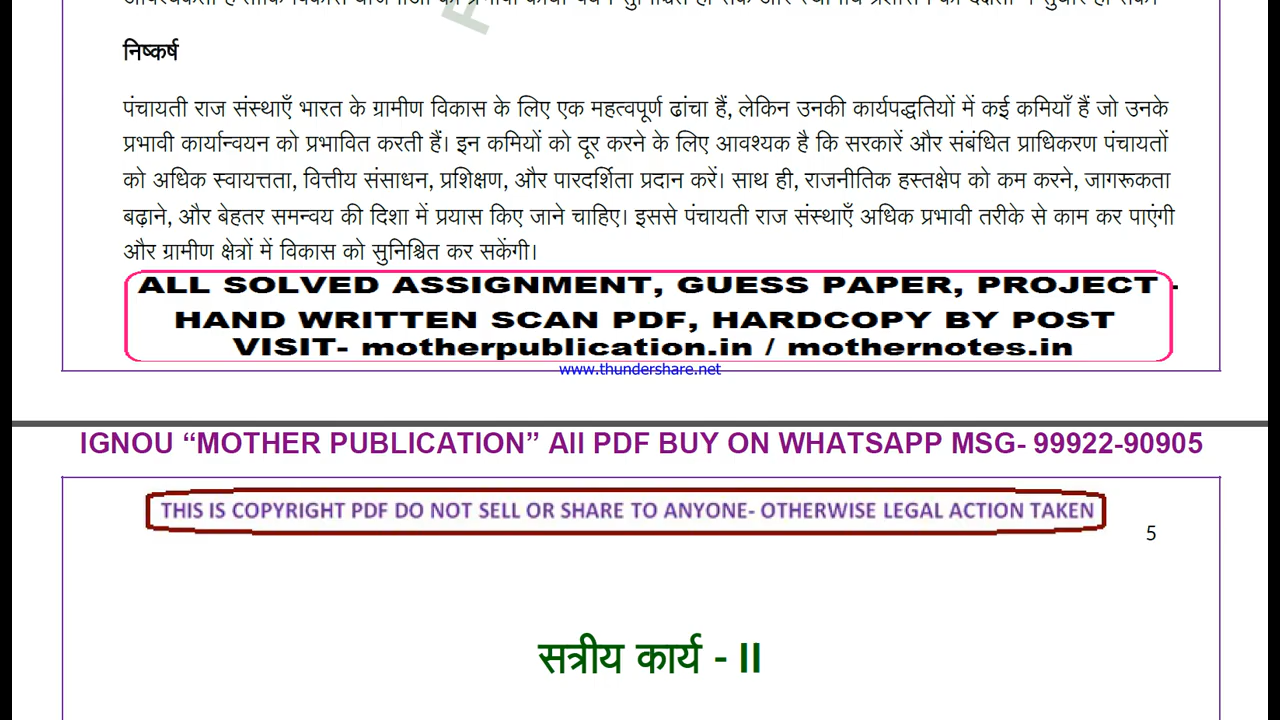 निष्कर्ष
पंचायती राज संस्थाएँ भारत के ग्रामीण विकास के लिए एक महत्वपूर्ण ढांचा हैं, लेकिन उनकी कार्यपद्धतियों में कई कमियाँ हैं जो उनके
प्रभावी कार्यान्वयन को प्रभावित करती हैं। इन कमियों को दूर करने के लिए आवश्यक है कि सरकारें और संबंधित प्राधिकरण पंचायतों
को अधिक स्वायत्तता, वित्तीय संसाधन, प्रशिक्षण, और पारदर्शिता प्रदान करें। साथ ही, राजनीतिक हस्तक्षेप को कम करने, जागरूकता
बढ़ाने, और बेहतर समन्वय की दिशा में प्रयास किए जाने चाहिए। इससे पंचायती राज संस्थाएँ अधिक प्रभावी तरीके से काम कर पाएंगी
और ग्रामीण क्षेत्रों में विकास को सुनिश्चित कर सकेंगी।
ALL SOLVED ASSIGNMENT, GUESS PAPER, PROJECT -
HAND WRITTEN SCAN PDF, HARDCOPY BY POST
VISIT- motherpublication.in / mothernotes.in
www.thundershare.net
IGNOU “MOTHER PUBLICATION” All PDF BUY ON WHATSAPP MSG- 99922-90905
THIS IS COPYRIGHT PDF DO NOT SELL OR SHARE TO ANYONE- OTHERWISE LEGAL ACTION TAKEN
5
सत्रीय कार्य - II